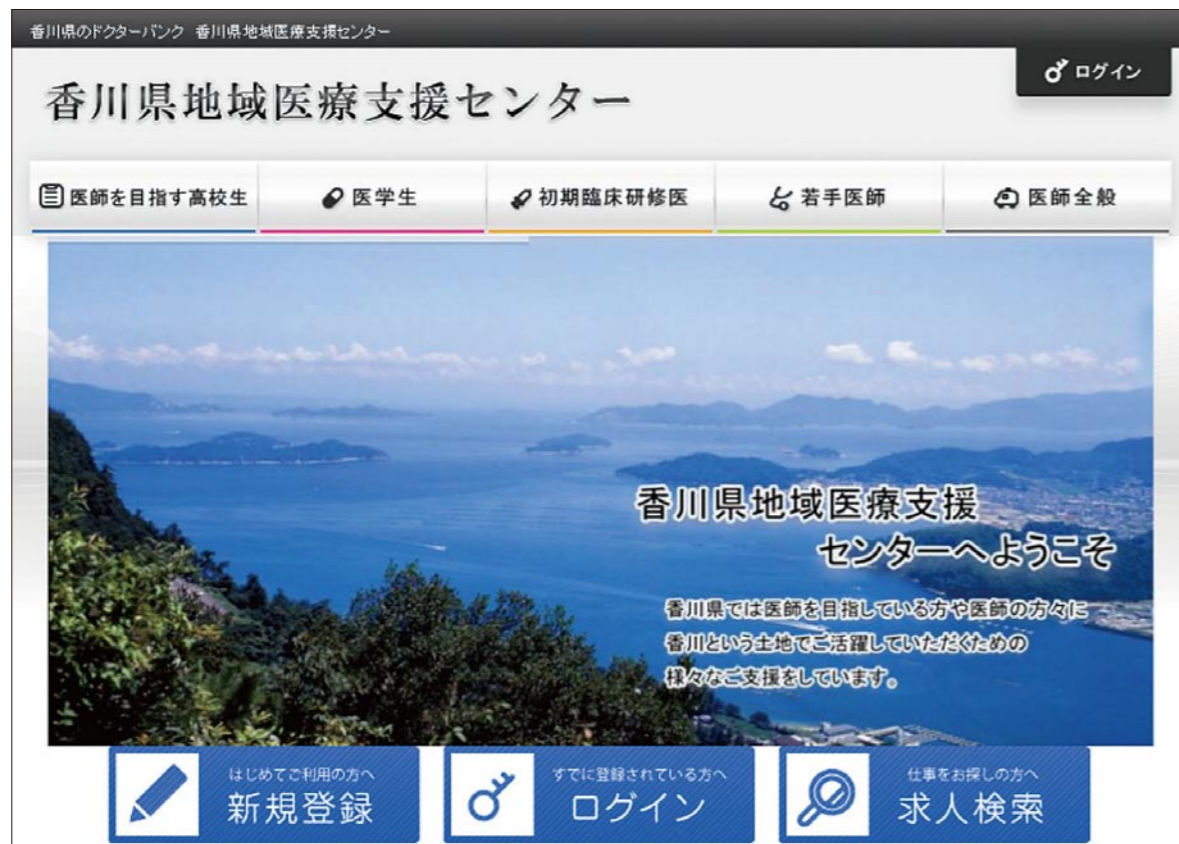 香川県のドクターバンク 香川県地域医療支援センター
ログイン
香川県地域医療支援センター
医師を目指す高校生
医学生
初期臨床研修医
若手医師
医師全般
香川県地域医療支援
センターへようこそ
香川県では医師を目指している方や医師の方々に
香川という土地でご活躍していただくための
様々なご支援をしています。
はじめてご利用の方へ
新規登録
すでに登録されている方へ
ログイン
仕事をお探しの方へ
求人検索